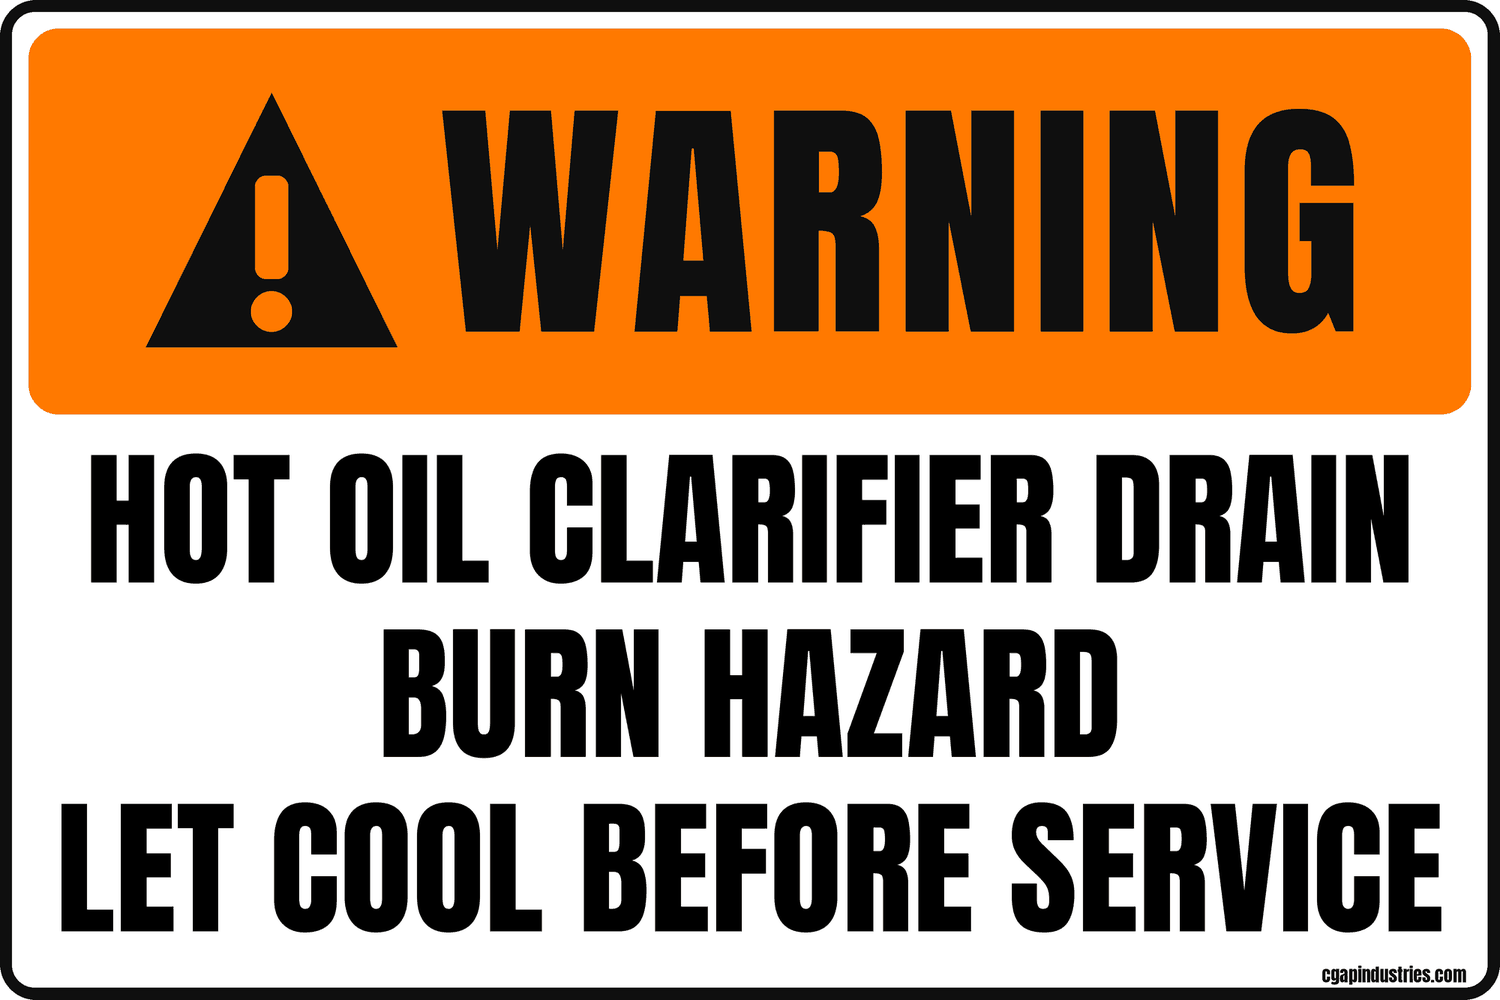 WARNING
HOT OIL CLARIFIER DRAIN
BURN HAZARD
LET COOL BEFORE SERVICE
cgapindustries.com